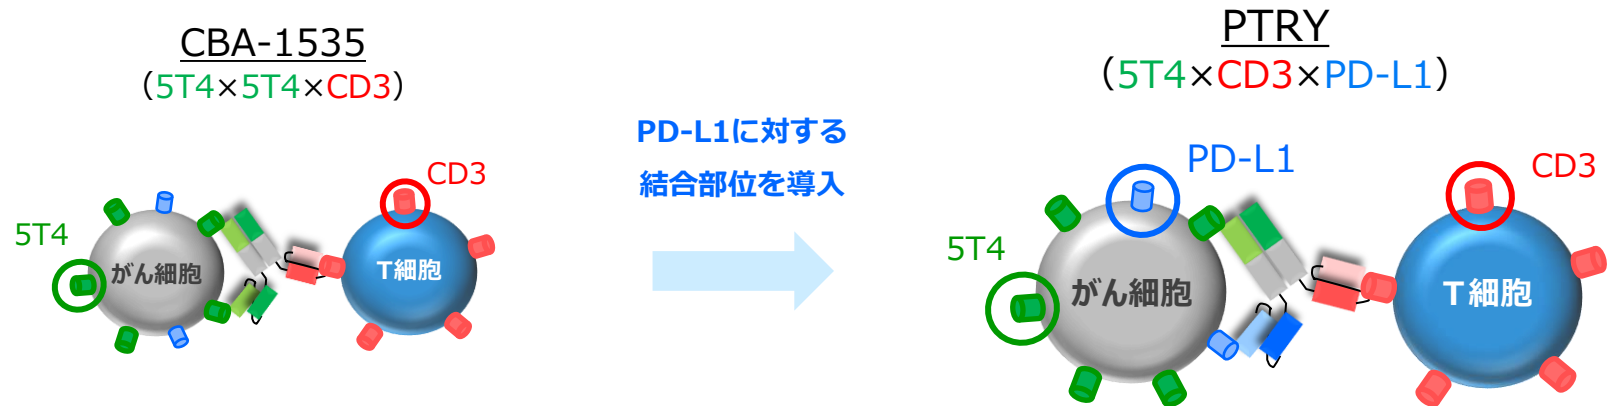 CBA-1535
（5T4×5T4×CD3）
CD3
5T4
がん細胞
T細胞
PD-L1に対する
結合部位を導入
PTRY
（5T4×CD3×PD-L1）
PD-L1
CD3
5T4
がん細胞
T細胞